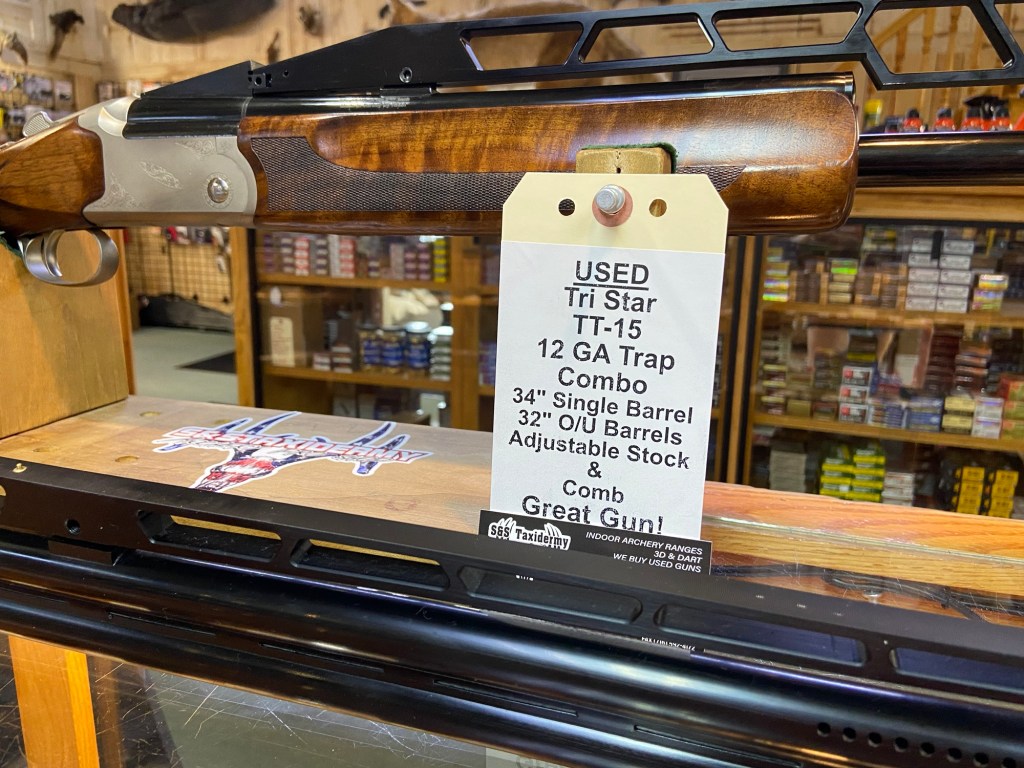 USED
Tri Star
TT-15
12 GA Trap
Combo
34" Single Barrel
32" O/U Barrels
Adjustable Stock
&
Comb
Great Gun!
S&S Taxidermy
INDOOR ARCHERY RANGES
3D & DART
WE BUY USED GUNS